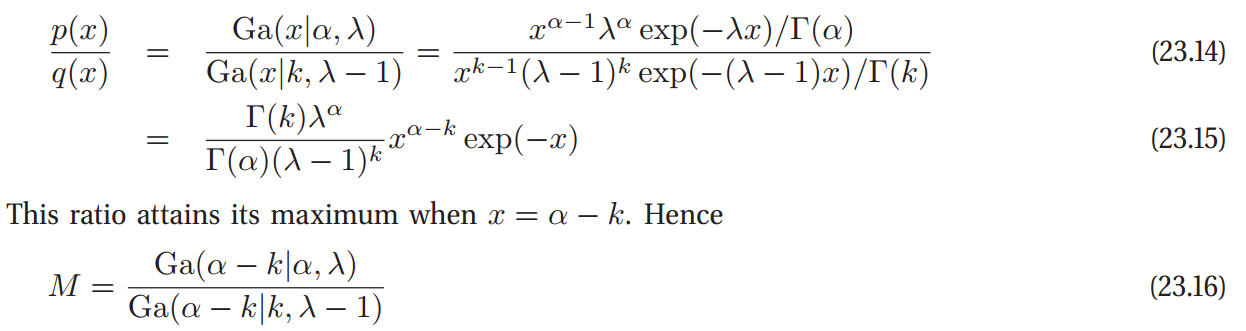 p(x)/q(x) = Ga(x|α, λ)/Ga(x|k, λ − 1) = x^{α−1}λ^α exp(−λx)/Γ(α) / x^{k−1}(λ − 1)^k exp(−(λ − 1)x)/Γ(k) (23.14)
= Γ(k)λ^α/Γ(α)(λ − 1)^k x^{α−k} exp(−x) (23.15)
This ratio attains its maximum when x = α − k. Hence
M = Ga(α − k|α, λ)/Ga(α − k|k, λ − 1) (23.16)